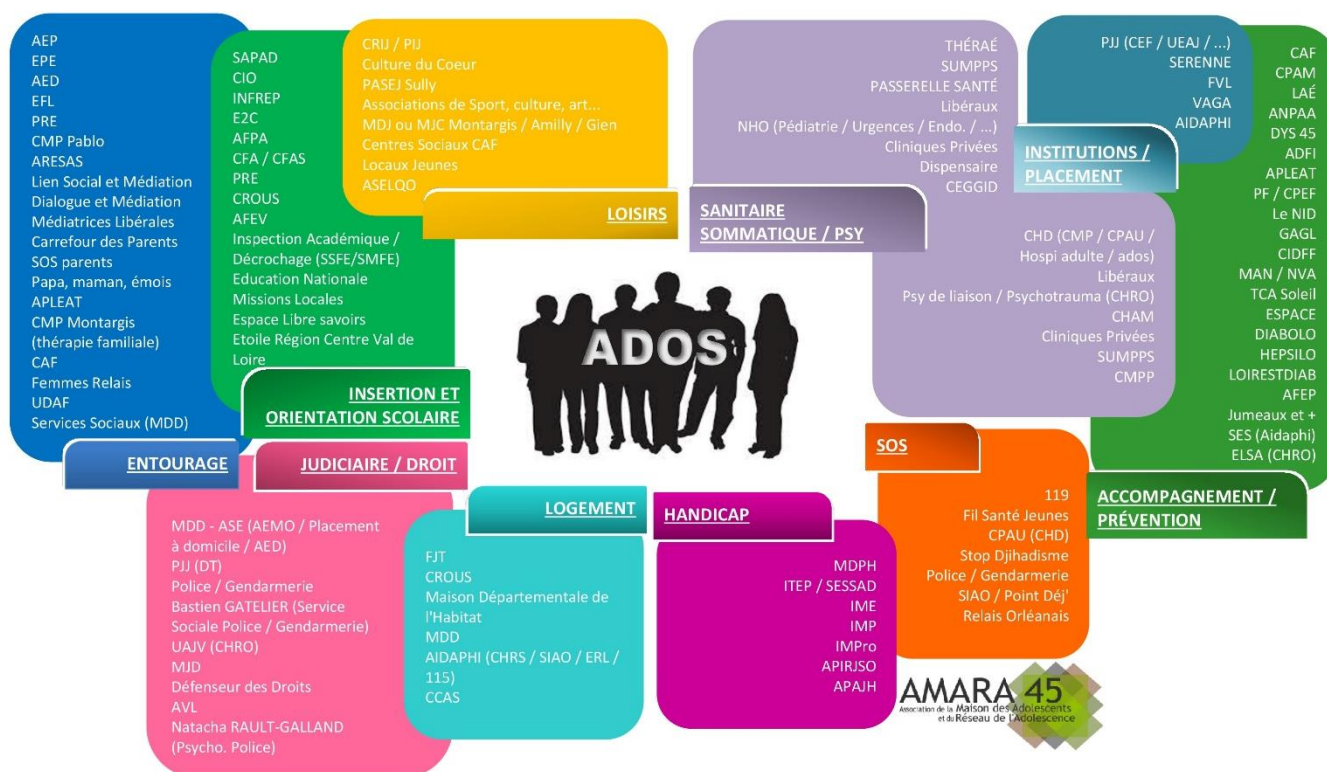 AEP
EPE
AED
EFL
PRE
CMP Pablo
ARESAS
Lien Social et Médiation
Dialogue et Médiation
Médiatrices Libérales
Carrefour des Parents
SOS parents
Papa, maman, émois
APLEAT
CMP Montargis
(thérapie familiale)
CAF
Femmes Relais
UDAF
Services Sociaux (MDD)
ENTOURAGE
SAPAD
CIO
INFREP
E2C
AFPA
CFA / CFAS
PRE
CROUS
AFEV
Inspection Académique /
Décrochage (SSFE/SMFE)
Education Nationale
Missions Locales
Espace Libre savoirs
Etoile Région Centre Val de
Loire
INSERTION ET
ORIENTATION SCOLAIRE
CRIJ / PIJ
Culture du Coeur
PASEJ Sully
Associations de Sport, culture, art...
MDJ ou MJC Montargis / Amilly / Gien
Centres Sociaux CAF
Locaux Jeunes
ASELQO
LOISIRS
THÉRAÉ
SUMPPS
PASSERELLE SANTÉ
Libéraux
NHO (Pédiatrie / Urgences / Endo. / ...)
Cliniques Privées
Dispensaire
CEGGID
SANITAIRE
SOMMATIQUE / PSY
CHD (CMP / CPAU /
Hospi adulte / ados)
Libéraux
Psy de liaison / Psychotrauma (CHRO)
CHAM
Cliniques Privées
SUMPPS
CMPP
PJJ (CEF / UEAJ / ...)
SERENNE
FVL
VAGA
AIDAPHI
INSTITUTIONS /
PLACEMENT
CAF
CPAM
LAÉ
ANPAA
DYS 45
ADFI
APLEAT
PF / CPEF
Le NID
GAGL
CIDFF
MAN / NVA
TCA Soleil
ESPACE
DIABOLO
HEPSILO
LOIRESTDIAB
AFEP
Jumeaux et +
SES (Aidaphi)
ELSA (CHRO)
ACCOMPAGNEMENT /
PRÉVENTION
ADOS
JUDICIAIRE / DROIT
MDD - ASE (AEMO / Placement
à domicile / AED)
PJJ (DT)
Police / Gendarmerie
Bastien GATELIER (Service
Sociale Police / Gendarmerie)
UAJV (CHRO)
MJD
Défenseur des Droits
AVL
Natacha RAULT-GALLAND
(Psycho. Police)
LOGEMENT
FJT
CROUS
Maison Départementale de
l'Habitat
MDD
AIDAPHI (CHRS / SIAO / ERL /
115)
CCAS
HANDICAP
MDPH
ITEP / SESSAD
IME
IMP
IMPro
APIRJSO
APAJH
SOS
119
Fil Santé Jeunes
CPAU (CHD)
Stop Djihadisme
Police / Gendarmerie
SIAO / Point Déj'
Relais Orléanais
AMARA 45
Association de la Maison des Adolescents
et du Réseau de l'Adolescence